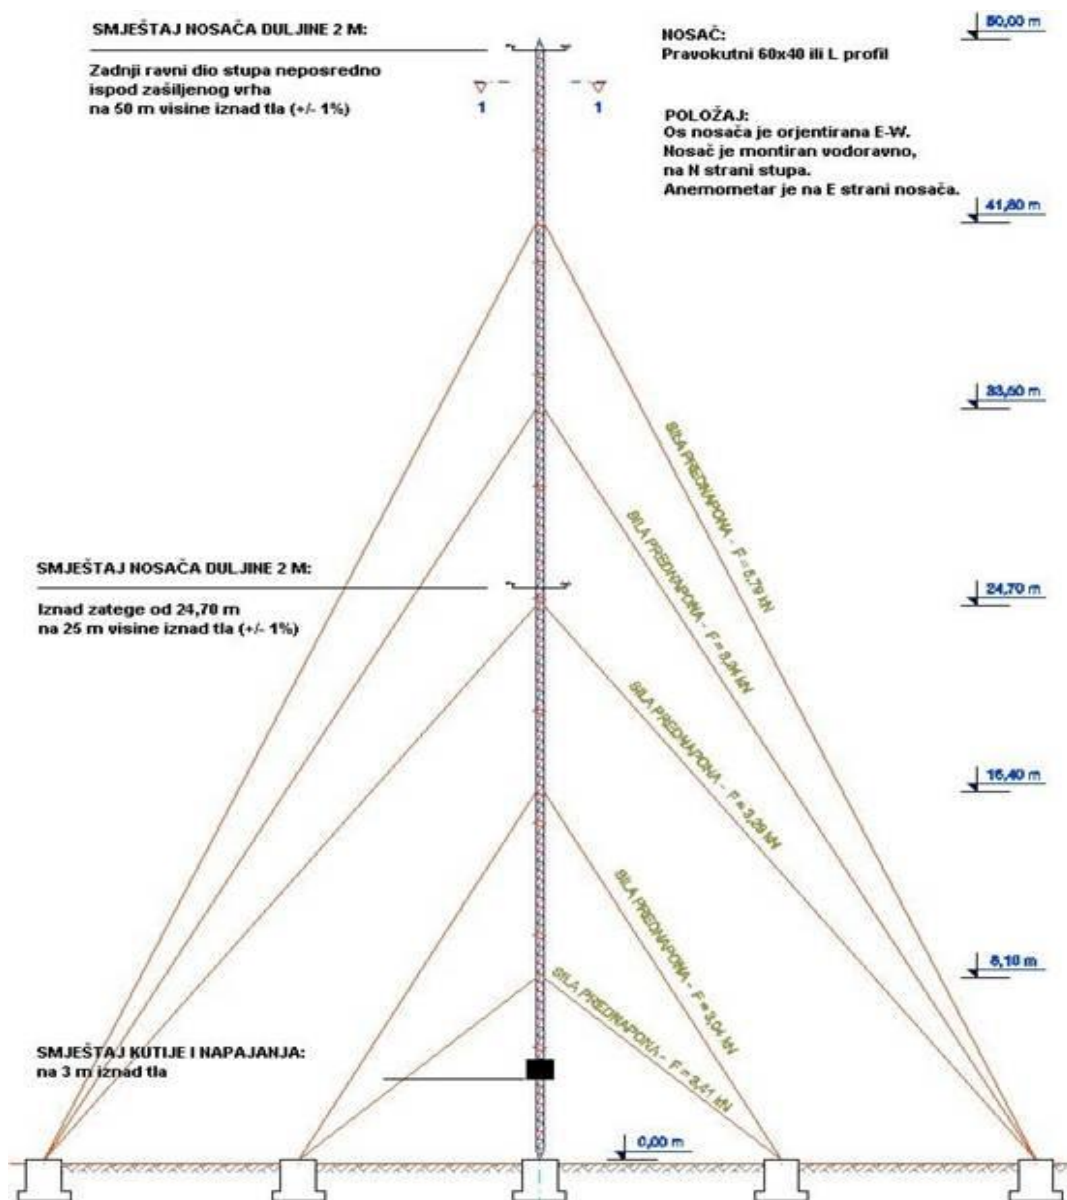 SMJEŠTAJ NOSAČA DULJINE 2 M:
Zadnji ravni dio stupa neposredno
ispod zašiljenog vrha
na 50 m visine iznad tla (+/- 1%)
1
1
NOSAČ:
Pravokutni 60x40 ili L profil
POLOŽAJ:
Os nosača je orjentirana E-W.
Nosač je montiran vodoravno,
na N strani stupa.
Anemometar je na E strani nosača.
50,00 m
41,80 m
33,50 m
SILA PREDNAPONA - F = 5,79 kN
SILA PREDNAPONA - F = 3,94 kN
SMJEŠTAJ NOSAČA DULJINE 2 M:
Iznad zatege od 24,70 m
na 25 m visine iznad tla (+/- 1%)
24,70 m
SILA PREDNAPONA - F = 3,29 kN
16,40 m
SILA PREDNAPONA - F = 3,04 kN
8,10 m
SILA PREDNAPONA - F = 3,41 kN
SMJEŠTAJ KUTIJE I NAPAJANJA:
na 3 m iznad tla
0,00 m